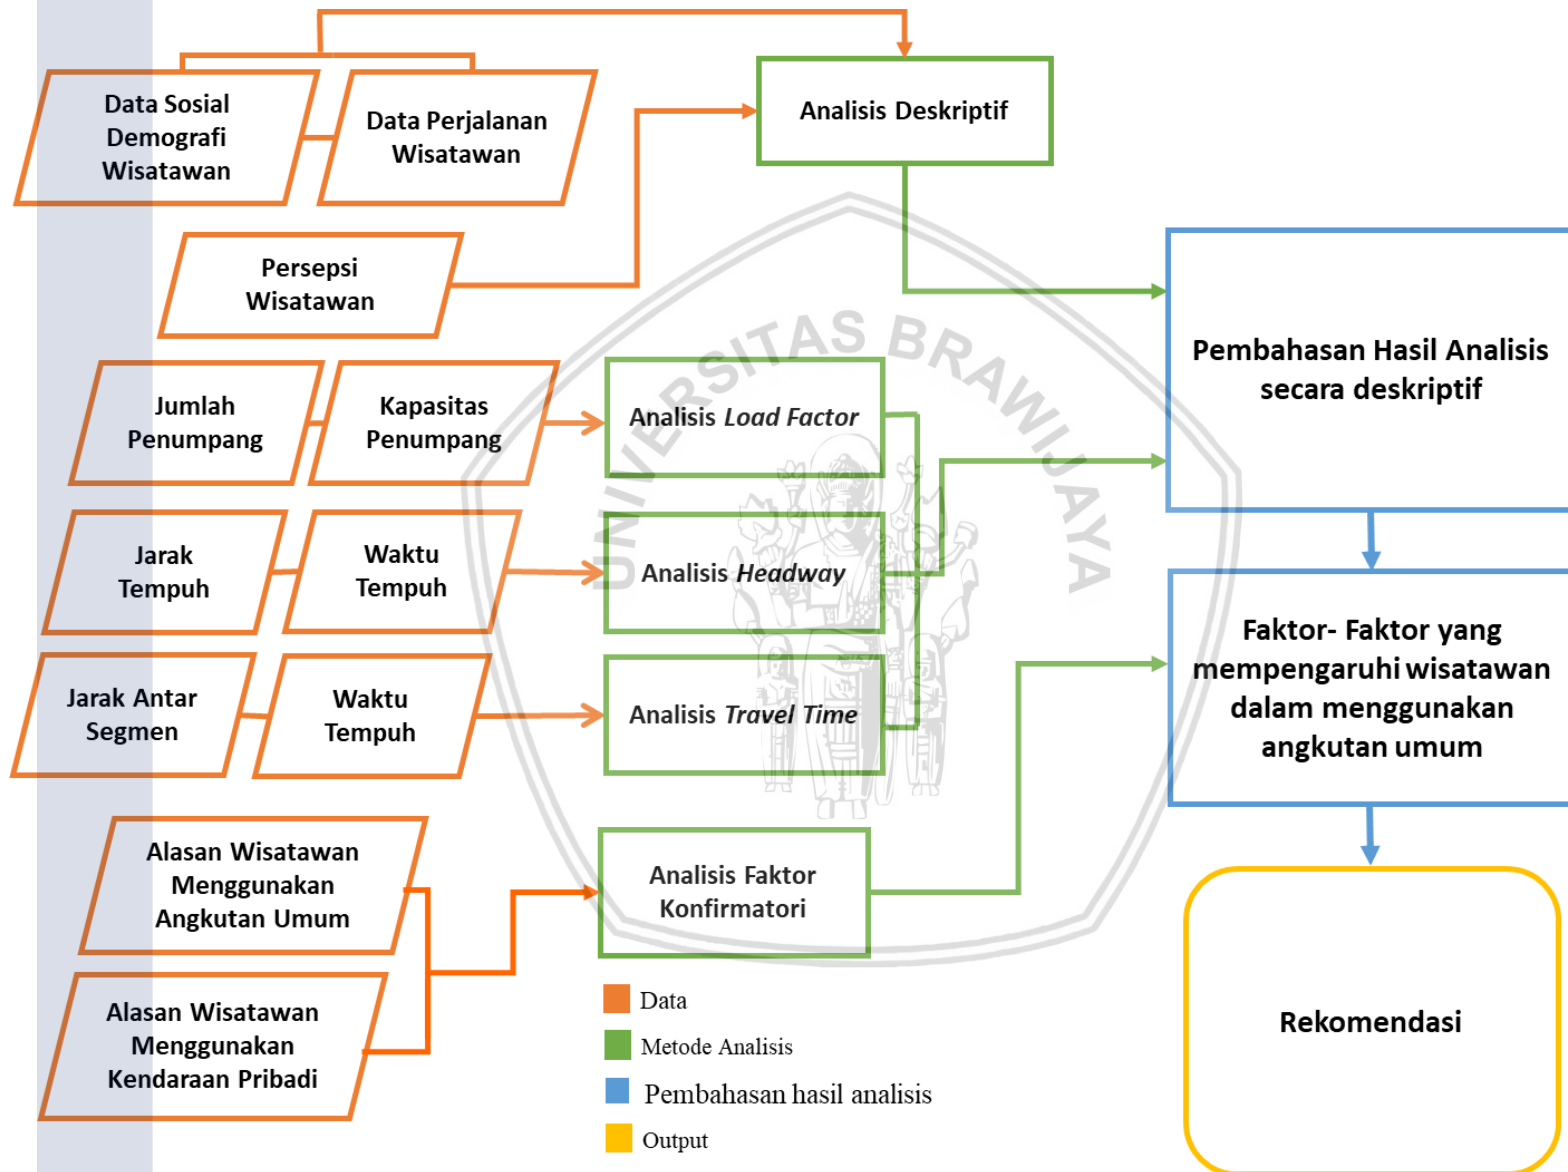 Data Sosial
Demografi
Wisatawan
Data Perjalanan
Wisatawan
Analisis Deskriptif
Persepsi
Wisatawan
Pembahasan Hasil Analisis
secara deskriptif
UNIVERSITAS BRAWIJAYA
Jumlah
Penumpang
Kapasitas
Penumpang
Analisis Load Factor
Jarak
Tempuh
Waktu
Tempuh
Analisis Headway
Faktor- Faktor yang
mempengaruhi wisatawan
dalam menggunakan
angkutan umum
Jarak Antar
Segmen
Waktu
Tempuh
Analisis Travel Time
Alasan Wisatawan
Menggunakan
Angkutan Umum
Analisis Faktor
Konfirmatori
Alasan Wisatawan
Menggunakan
Kendaraan Pribadi
Rekomendasi
Data
Metode Analisis
Pembahasan hasil analisis
Output